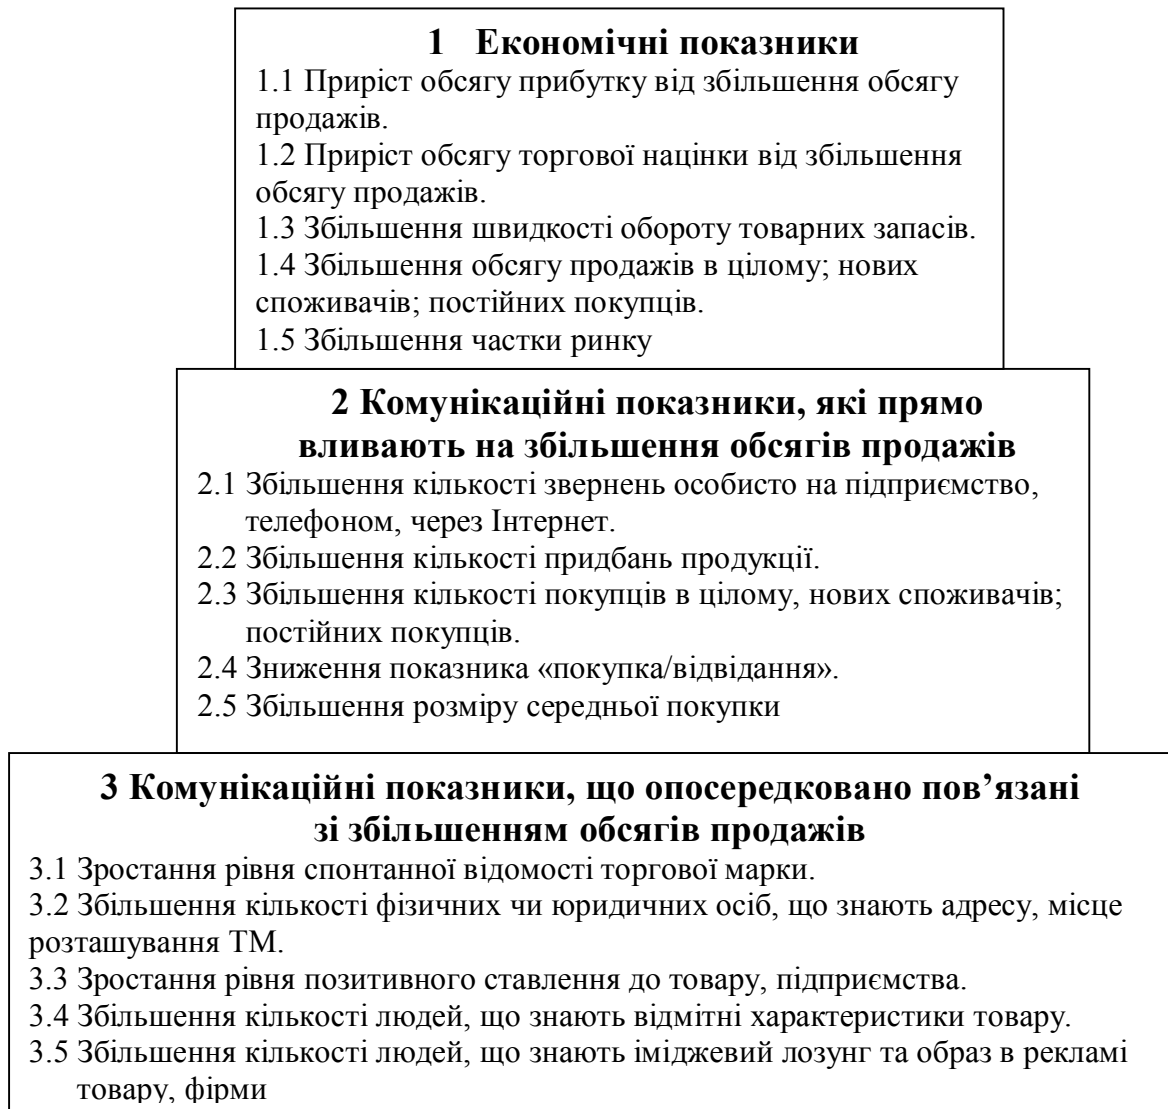 1 Економічні показники
1.1 Приріст обсягу прибутку від збільшення обсягу
продажів.
1.2 Приріст обсягу торгової націнки від збільшення
обсягу продажів.
1.3 Збільшення швидкості обороту товарних запасів.
1.4 Збільшення обсягу продажів в цілому; нових
споживачів; постійних покупців.
1.5 Збільшення частки ринку
2 Комунікаційні показники, які прямо
вливають на збільшення обсягів продажів
2.1 Збільшення кількості звернень особисто на підприємство,
телефоном, через Інтернет.
2.2 Збільшення кількості придбань продукції.
2.3 Збільшення кількості покупців в цілому, нових споживачів;
постійних покупців.
2.4 Зниження показника «покупка/відвідання».
2.5 Збільшення розміру середньої покупки
3 Комунікаційні показники, що опосередковано пов’язані
зі збільшенням обсягів продажів
3.1 Зростання рівня спонтанної відомості торгової марки.
3.2 Збільшення кількості фізичних чи юридичних осіб, що знають адресу, місце
розташування ТМ.
3.3 Зростання рівня позитивного ставлення до товару, підприємства.
3.4 Збільшення кількості людей, що знають відмітні характеристики товару.
3.5 Збільшення кількості людей, що знають іміджевий лозунг та образ в рекламі
товару, фірми